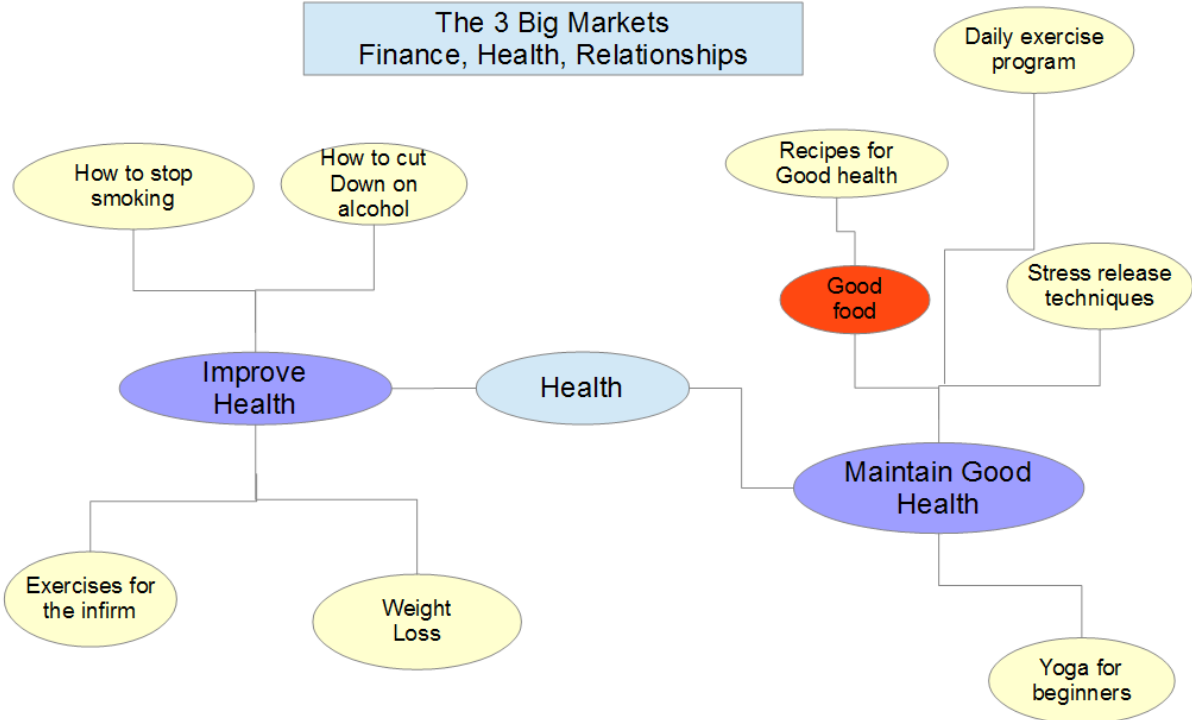 The 3 Big Markets
Finance, Health, Relationships
Daily exercise
program
How to stop
smoking
How to cut
Down on
alcohol
Recipes for
Good health
Good
food
Stress release
techniques
Improve
Health
Health
Maintain Good
Health
Exercises for
the infirm
Weight
Loss
Yoga for
beginners